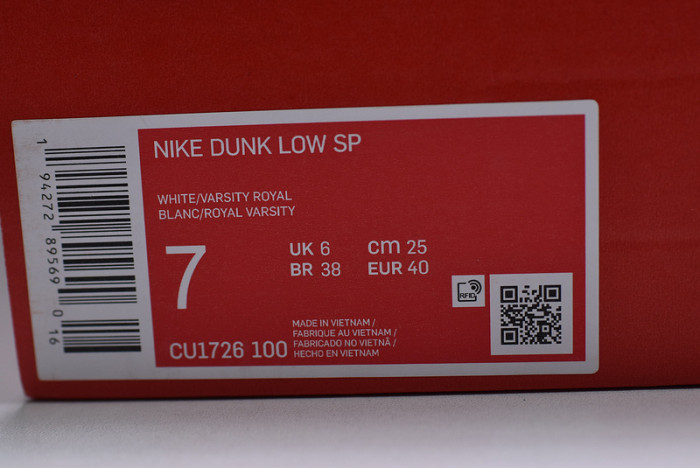 NIKE DUNK LOW SP
WHITE/VARSITY ROYAL
BLANC/ROYAL VARSITY
7
UK 6 cm 25
BR 38 EUR 40
RFID
CU1726 100
MADE IN VIETNAM /
FABRIQUE AU VIETNAM /
FABRICADO NO VIETNÃ /
HECHO EN VIETNAM
1 94272 89569 0 16